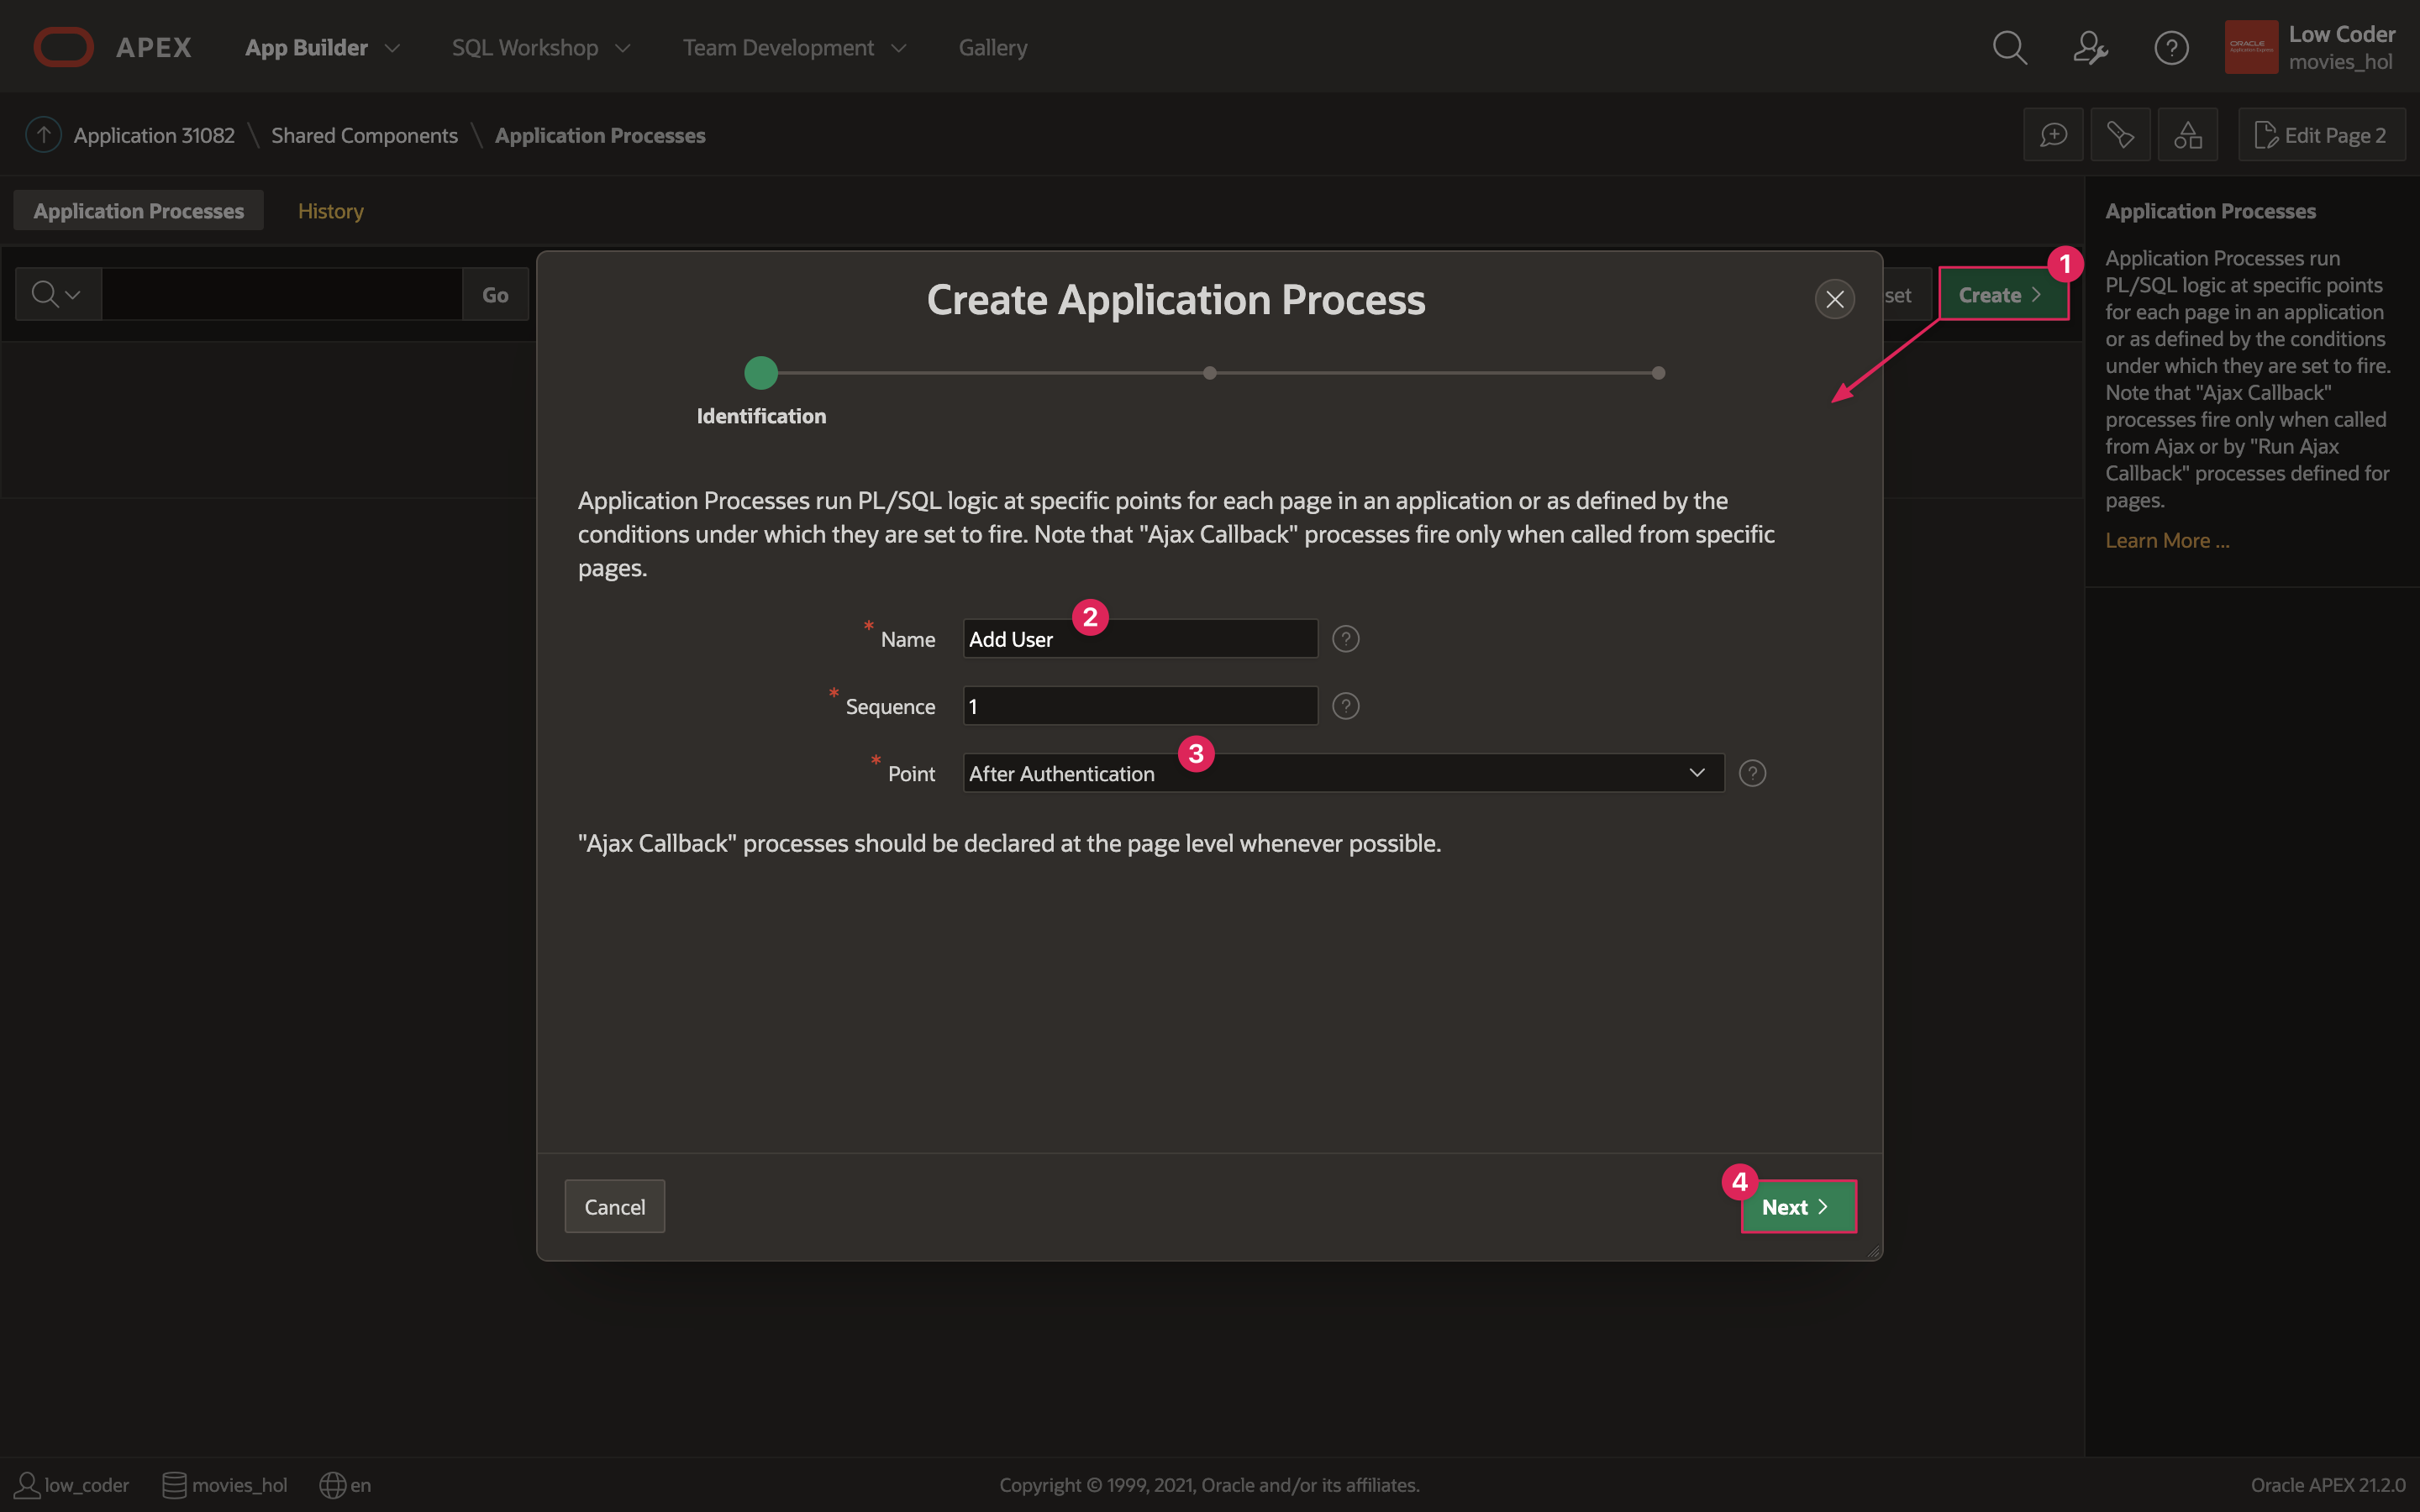 APEX App Builder SQL Workshop Team Development Gallery
ORACLE
Low Coder
movies_hol
Application 31082 \ Shared Components \ Application Processes
Edit Page 2
Application Processes History
Go
set
Create
1
Application Processes
Application Processes run
PL/SQL logic at specific points
for each page in an application
or as defined by the conditions
under which they are set to fire.
Note that "Ajax Callback"
processes fire only when called
from Ajax or by "Run Ajax
Callback" processes defined for
pages.
Learn More ...
Create Application Process
Identification
Application Processes run PL/SQL logic at specific points for each page in an application or as defined by the
conditions under which they are set to fire. Note that "Ajax Callback" processes fire only when called from specific
pages.
2
* Name Add User ?
* Sequence 1 ?
3
* Point After Authentication ?
"Ajax Callback" processes should be declared at the page level whenever possible.
Cancel
4
Next
low_coder movies_hol en
Copyright © 1999, 2021, Oracle and/or its affiliates.
Oracle APEX 21.2.0